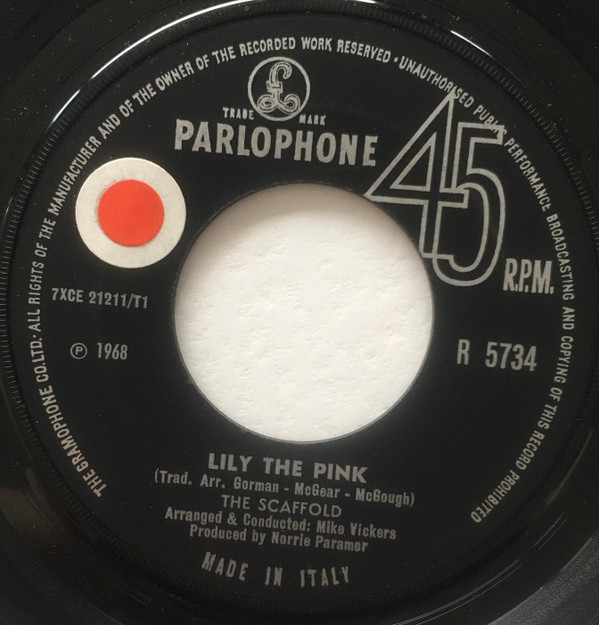 THE GRAMOPHONE CO. LTD. ALL RIGHTS OF THE MANUFACTURER AND OF THE OWNER OF THE RECORDED WORK RESERVED · UNAUTHORISED PUBLIC PERFORMANCE BROADCASTING AND COPYING OF THIS RECORD PROHIBITED
£
TRADE MARK
PARLOPHONE
45
R.P.M.
7XCE 21211/T1
℗ 1968
R 5734
LILY THE PINK
(Trad. Arr. Gorman - McGear - McGough)
THE SCAFFOLD
Arranged & Conducted: Mike Vickers
Produced by Norrie Paramor
MADE IN ITALY